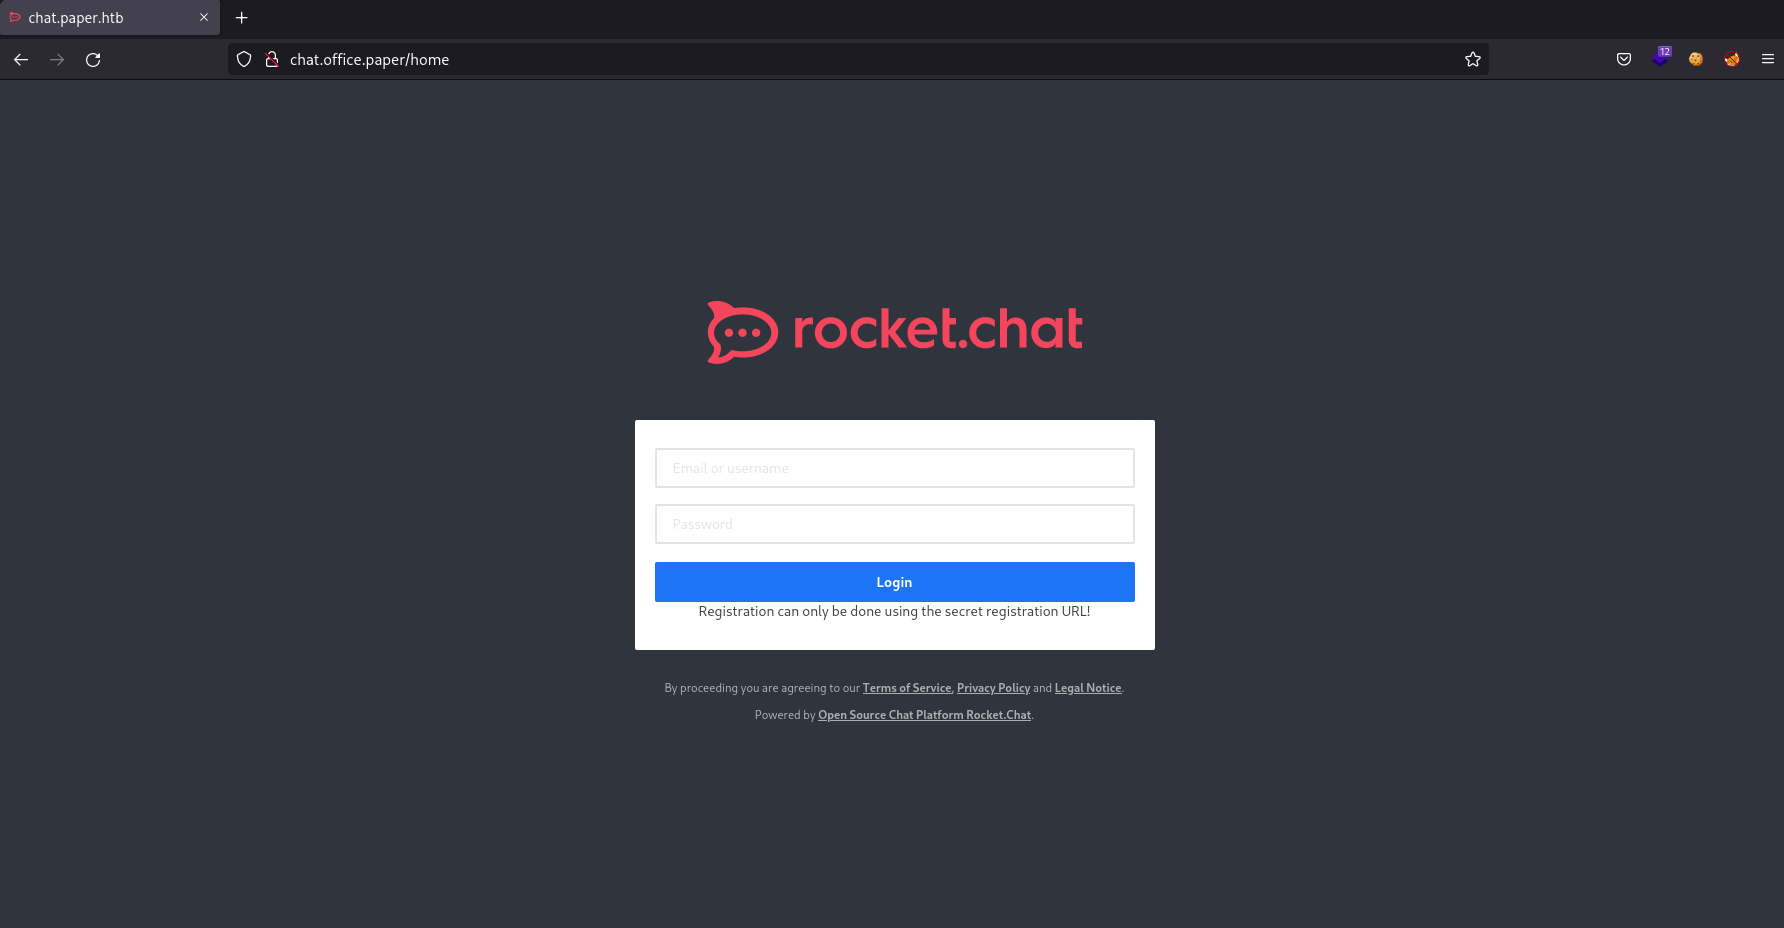 chat.paper.htb
chat.office.paper/home
12
rocket.chat
Email or username
Password
Login
Registration can only be done using the secret registration URL!
By proceeding you are agreeing to our Terms of Service, Privacy Policy and Legal Notice.
Powered by Open Source Chat Platform Rocket.Chat.